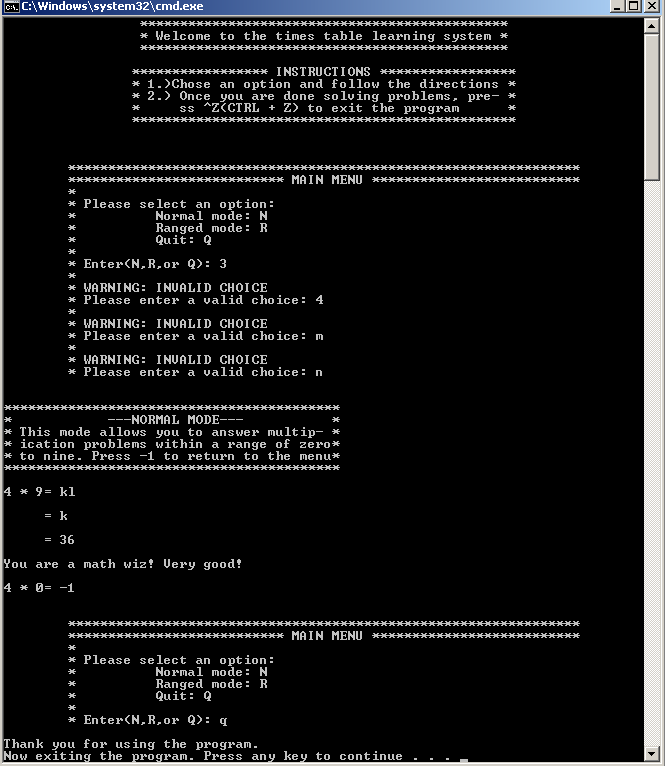 C:\Windows\system32\cmd.exe
**********************************************
* Welcome to the times table learning system *
**********************************************
***************** INSTRUCTIONS *****************
* 1.)Chose an option and follow the directions *
* 2.) Once you are done solving problems, pre- *
* ss ^Z(CTRL + Z) to exit the program *
************************************************
****************************************************************
*************************** MAIN MENU **************************
*
* Please select an option:
* Normal mode: N
* Ranged mode: R
* Quit: Q
*
* Enter(N,R,or Q): 3
*
* WARNING: INVALID CHOICE
* Please enter a valid choice: 4
*
* WARNING: INVALID CHOICE
* Please enter a valid choice: m
*
* WARNING: INVALID CHOICE
* Please enter a valid choice: n
******************************************
* ---NORMAL MODE--- *
* This mode allows you to answer multip- *
* ication problems within a range of zero*
* to nine. Press -1 to return to the menu*
******************************************
4 * 9= kl
= k
= 36
You are a math wiz! Very good!
4 * 0= -1
****************************************************************
*************************** MAIN MENU **************************
*
* Please select an option:
* Normal mode: N
* Ranged mode: R
* Quit: Q
*
* Enter(N,R,or Q): q
Thank you for using the program.
Now exiting the program. Press any key to continue . . . _